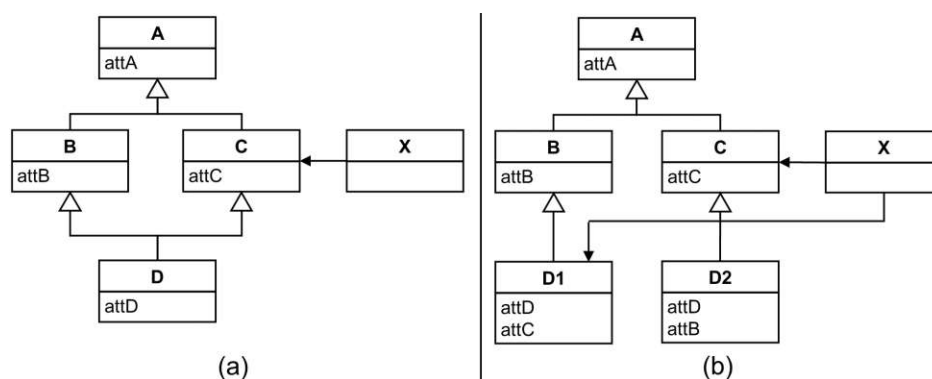 A
attA
B
attB
C
attC
X
D
attD
(a)
A
attA
B
attB
C
attC
X
D1
attD
attC
D2
attD
attB
(b)